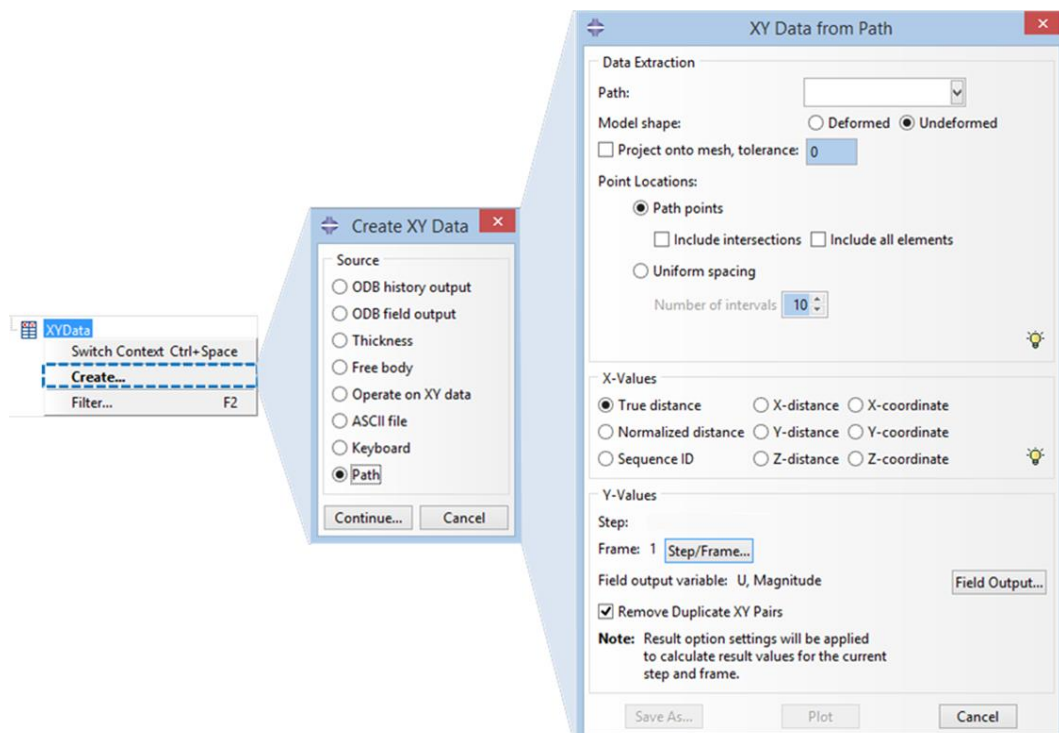 XYData
Switch Context Ctrl+Space
Create...
Filter... F2
Create XY Data
Source
ODB history output
ODB field output
Thickness
Free body
Operate on XY data
ASCII file
Keyboard
Path
Continue... Cancel
XY Data from Path
Data Extraction
Path:
Model shape: Deformed Undeformed
Project onto mesh, tolerance: 0
Point Locations:
Path points
Include intersections Include all elements
Uniform spacing
Number of intervals 10
X-Values
True distance X-distance X-coordinate
Normalized distance Y-distance Y-coordinate
Sequence ID Z-distance Z-coordinate
Y-Values
Step:
Frame: 1 Step/Frame...
Field output variable: U, Magnitude Field Output...
Remove Duplicate XY Pairs
Note: Result option settings will be applied
to calculate result values for the current
step and frame.
Save As... Plot Cancel